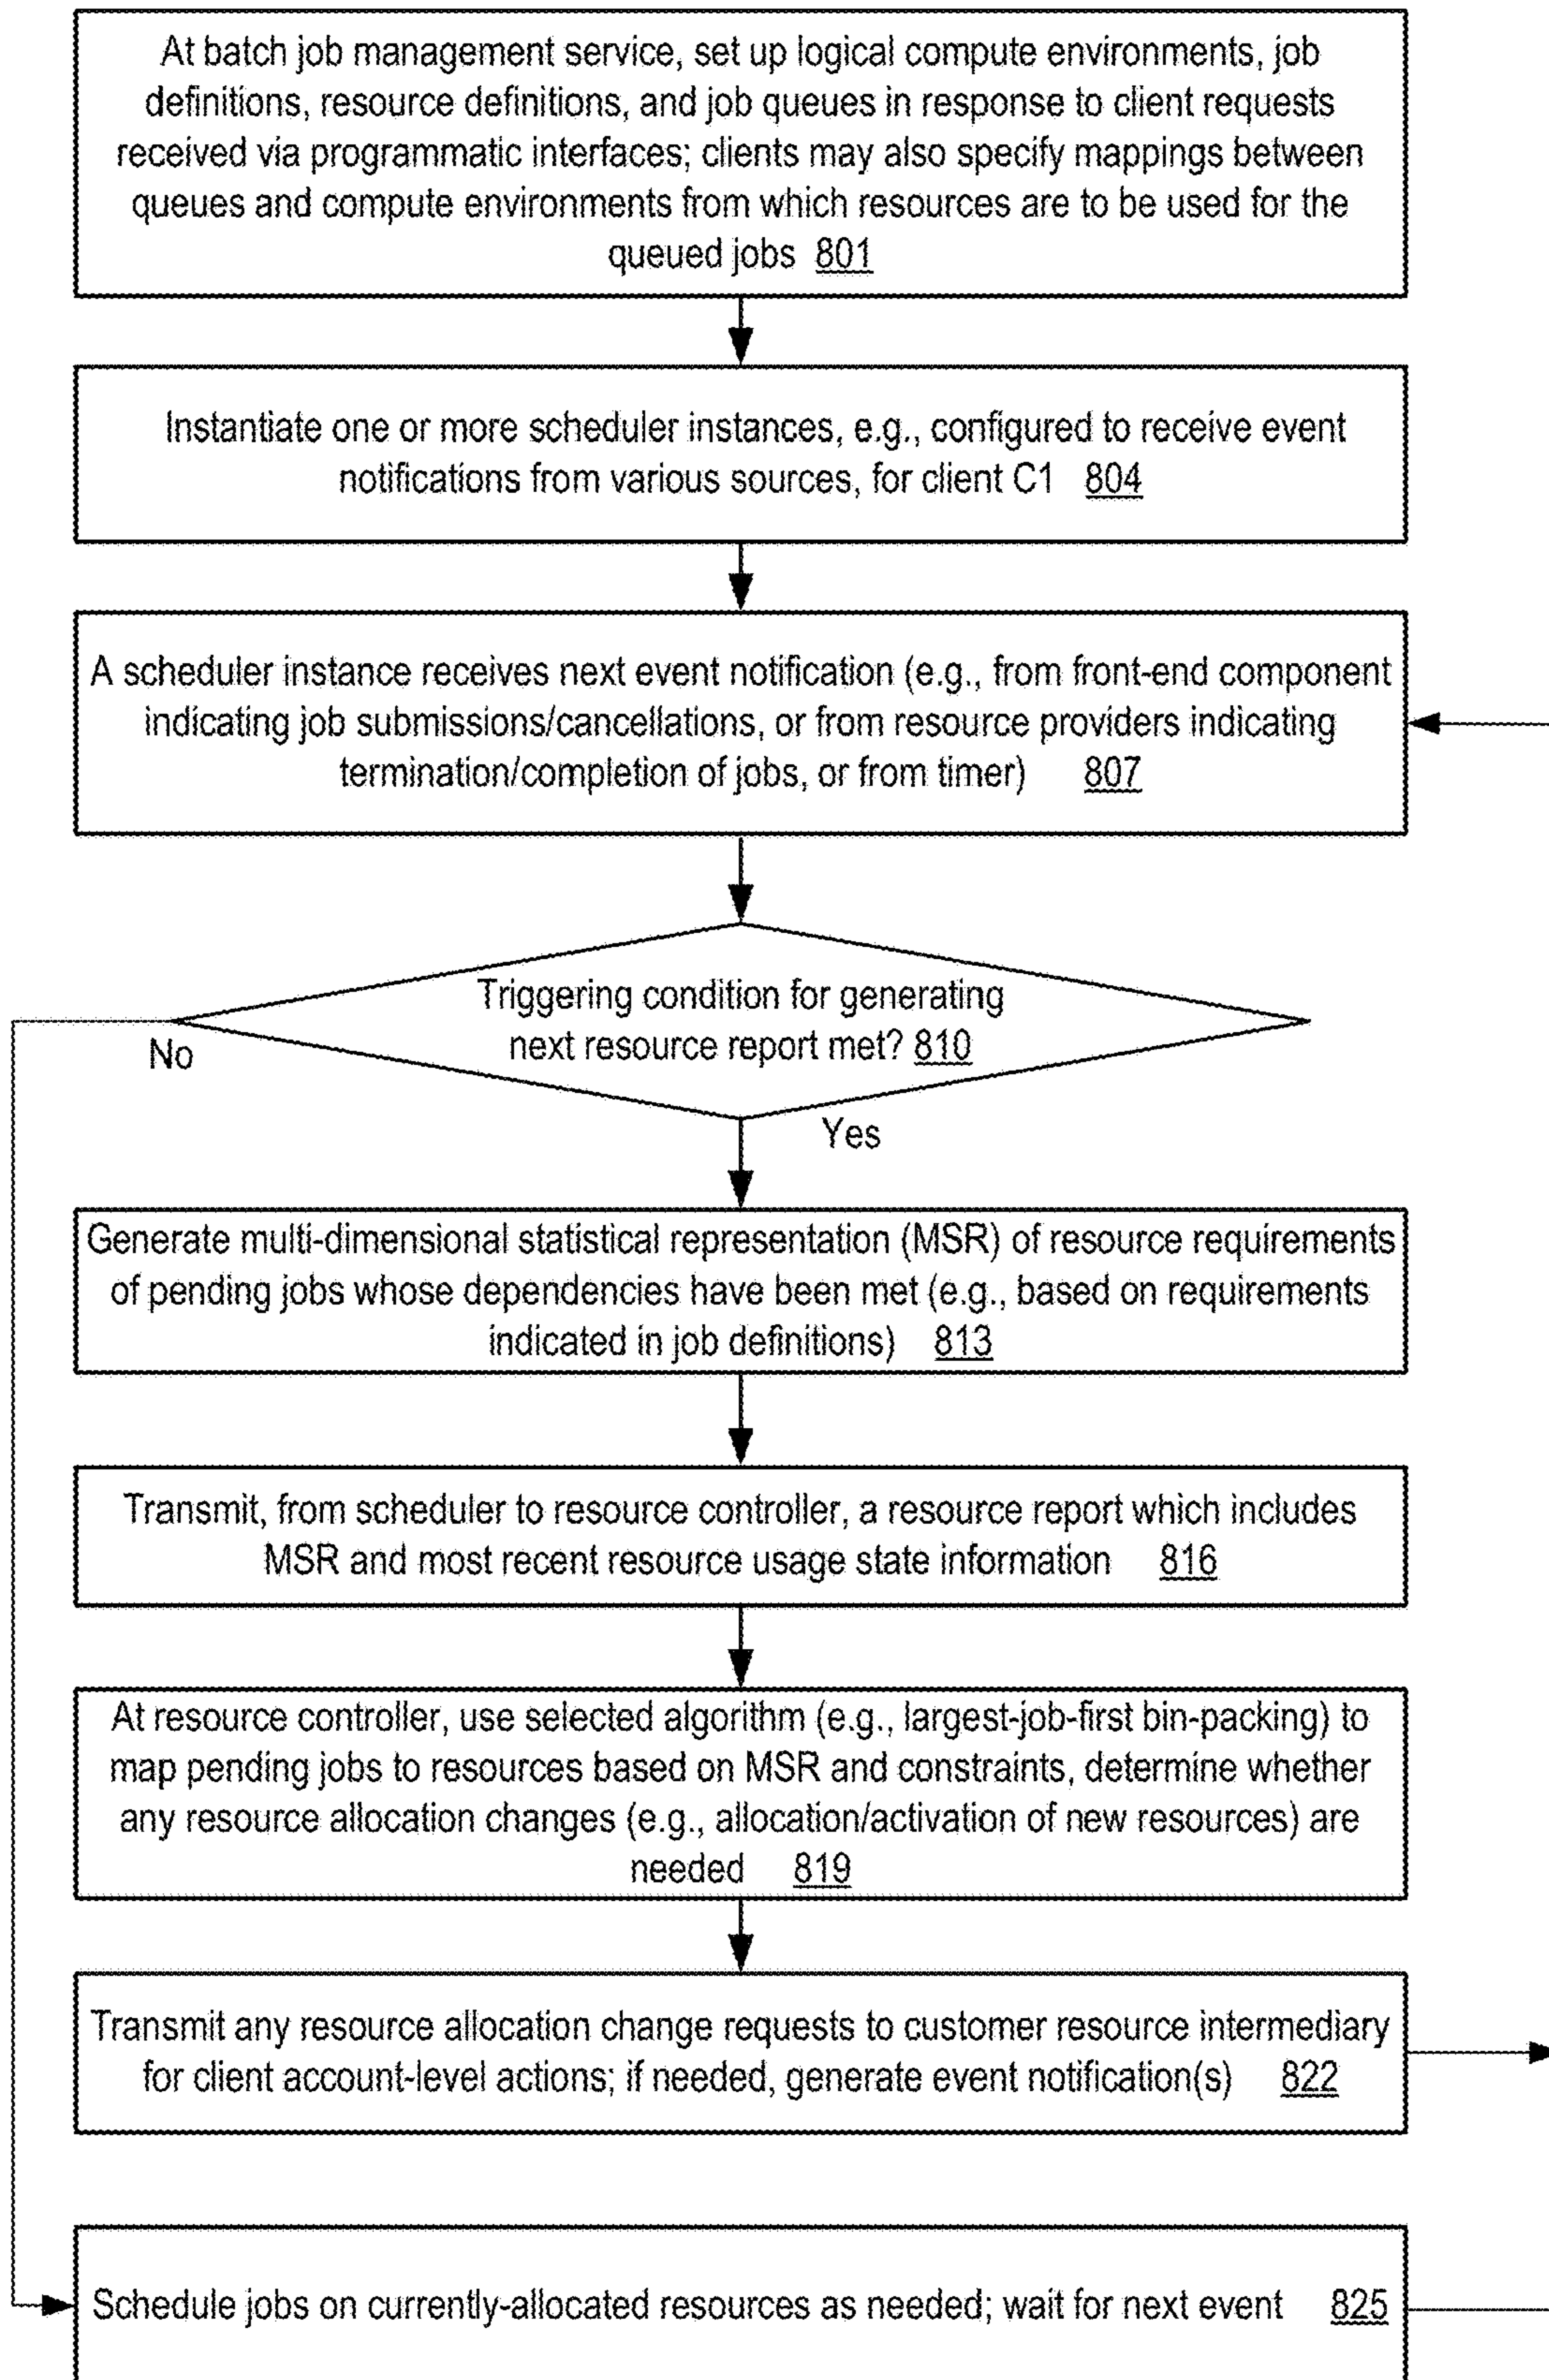 At batch job management service, set up logical compute environments, job
definitions, resource definitions, and job queues in response to client requests
received via programmatic interfaces; clients may also specify mappings between
queues and compute environments from which resources are to be used for the
queued jobs 801
Instantiate one or more scheduler instances, e.g., configured to receive event
notifications from various sources, for client C1 804
A scheduler instance receives next event notification (e.g., from front-end component
indicating job submissions/cancellations, or from resource providers indicating
termination/completion of jobs, or from timer) 807
Triggering condition for generating
next resource report met? 810
No
Yes
Generate multi-dimensional statistical representation (MSR) of resource requirements
of pending jobs whose dependencies have been met (e.g., based on requirements
indicated in job definitions) 813
Transmit, from scheduler to resource controller, a resource report which includes
MSR and most recent resource usage state information 816
At resource controller, use selected algorithm (e.g., largest-job-first bin-packing) to
map pending jobs to resources based on MSR and constraints, determine whether
any resource allocation changes (e.g., allocation/activation of new resources) are
needed 819
Transmit any resource allocation change requests to customer resource intermediary
for client account-level actions; if needed, generate event notification(s) 822
Schedule jobs on currently-allocated resources as needed; wait for next event 825